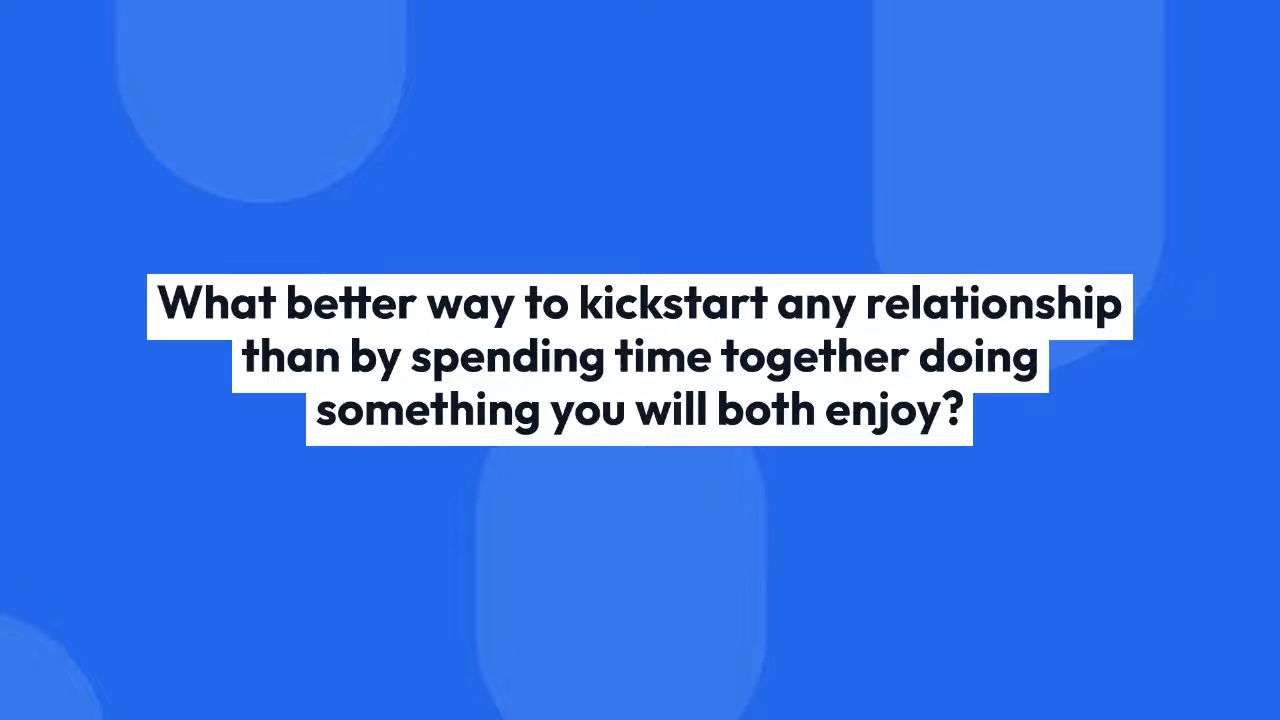 What better way to kickstart any relationship
than by spending time together doing
something you will both enjoy?